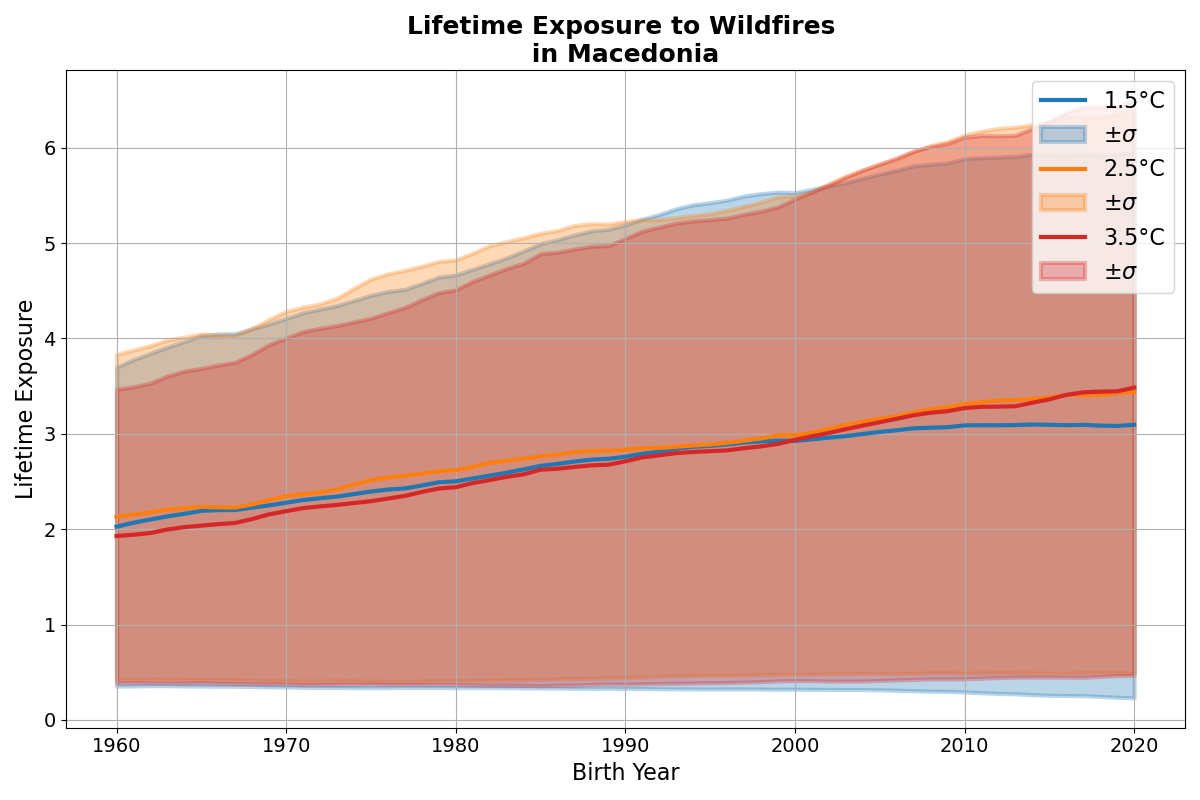 Lifetime Exposure to Wildfires
in Macedonia
1.5°C
±σ
2.5°C
±σ
3.5°C
±σ
Lifetime Exposure
6
5
4
3
2
1
0
1960
1970
1980
1990
2000
2010
2020
Birth Year